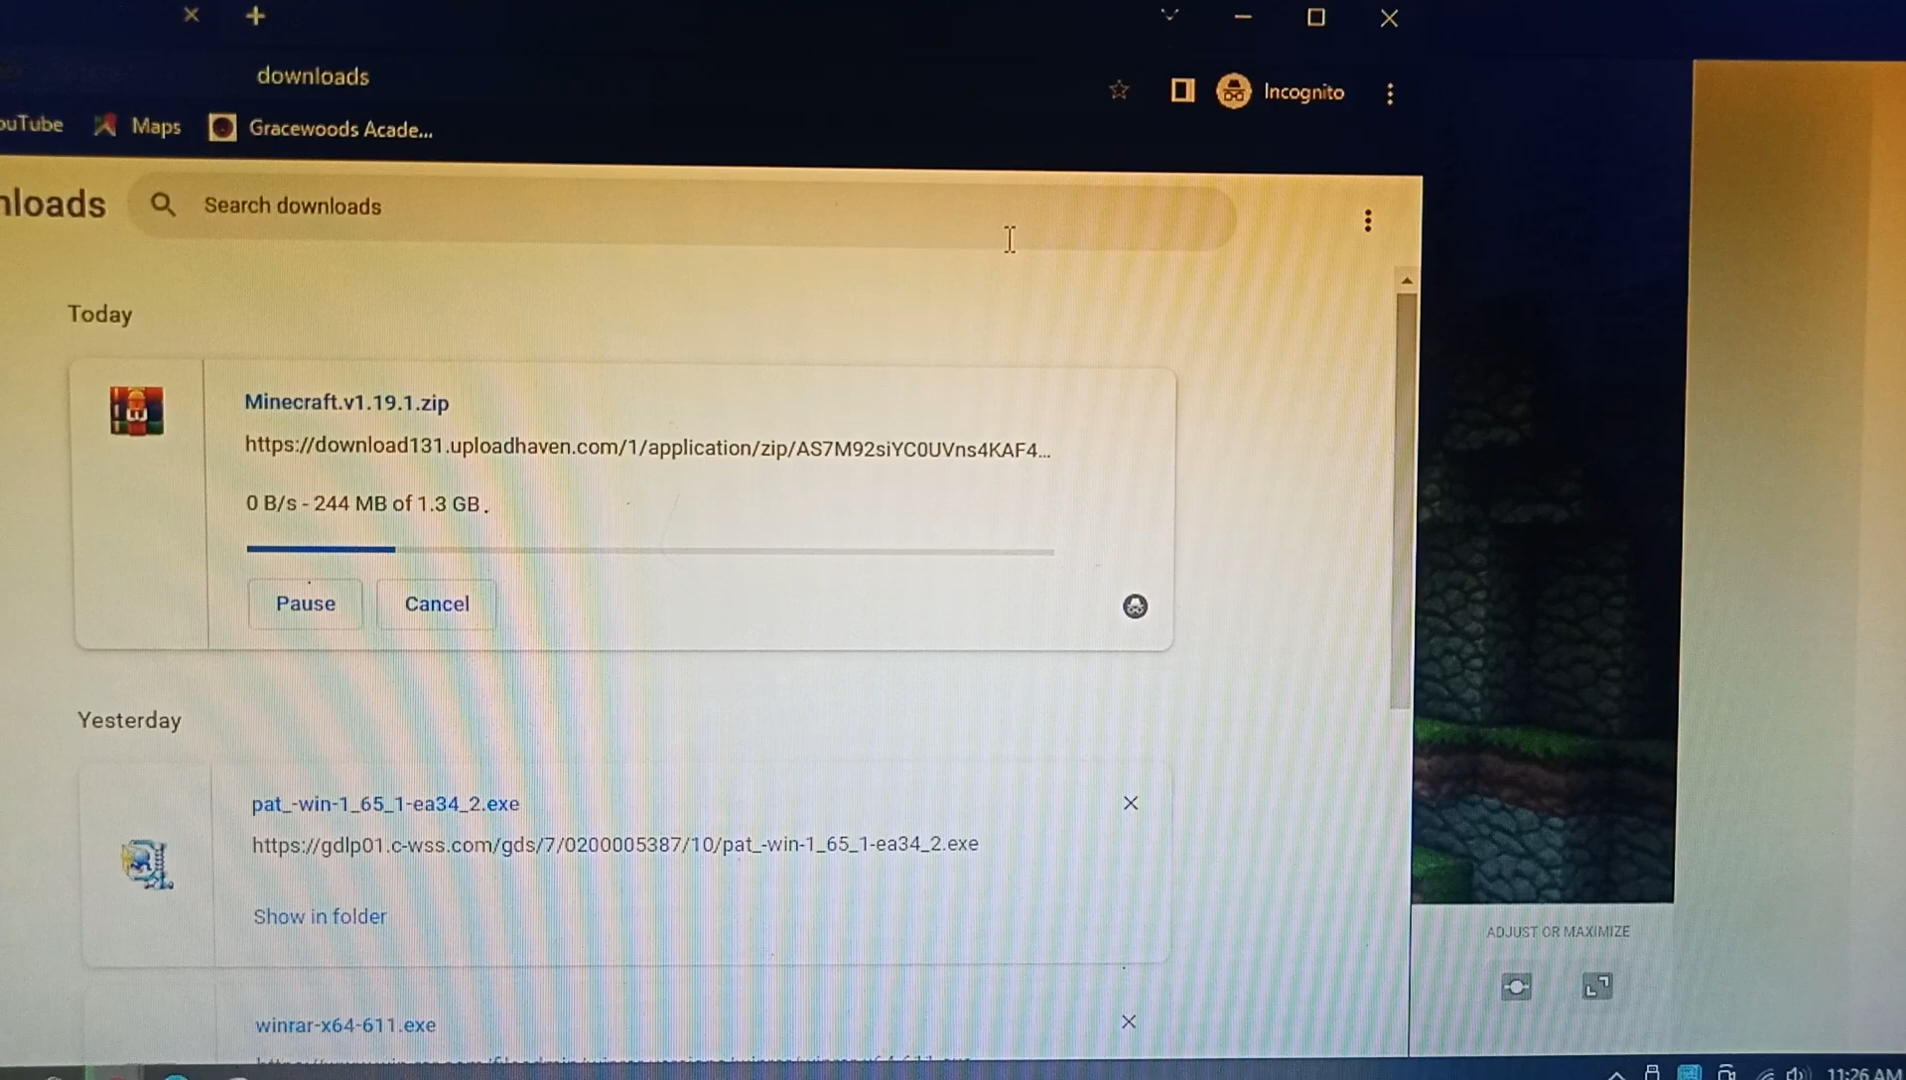 downloads
Incognito
Maps
Gracewoods Acade...
Search downloads
Today
Minecraft.v1.19.1.zip
https://download131.uploadhaven.com/1/application/zip/AS7M92siYC0UVns4KAF4...
0 B/s - 244 MB of 1.3 GB
Pause
Cancel
Yesterday
pat_-win-1_65_1-ea34_2.exe
https://gdlp01.c-wss.com/gds/7/0200005387/10/pat_-win-1_65_1-ea34_2.exe
Show in folder
ADJUST OR MAXIMIZE
winrar-x64-611.exe
11:26 AM